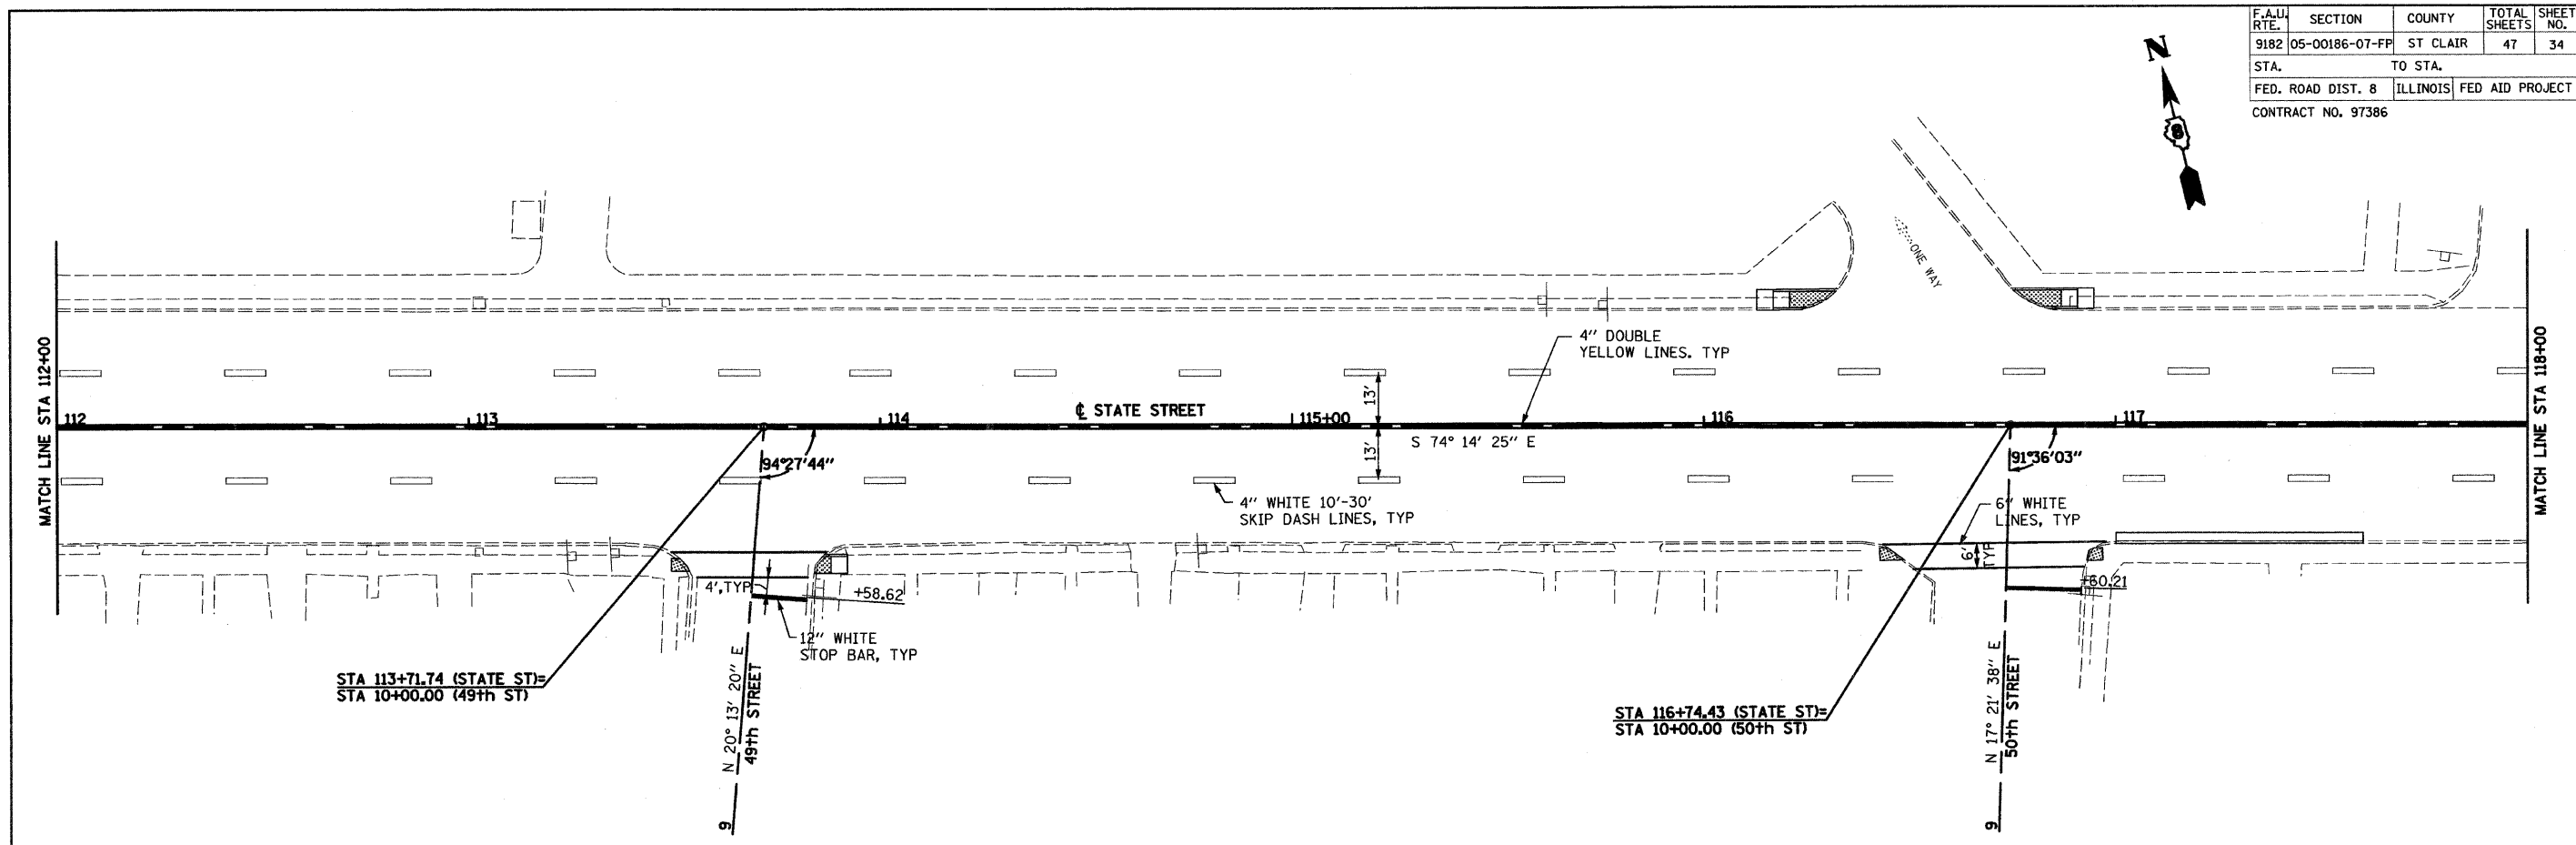 F.A.U. RTE. SECTION COUNTY TOTAL SHEETS SHEET NO.
9182 05-00186-07-FP ST CLAIR 47 34
STA. TO STA.
FED. ROAD DIST. 8 ILLINOIS FED AID PROJECT
CONTRACT NO. 97386
N
8
ONE WAY
4" DOUBLE
YELLOW LINES. TYP
MATCH LINE STA 112+00
MATCH LINE STA 118+00
112 113 114 ℄ STATE STREET 115+00 116 117
13'
13'
S 74° 14' 25" E
94°27'44"
91°36'03"
4" WHITE 10'-30'
SKIP DASH LINES, TYP
6" WHITE
LINES, TYP
6'
TYP
4', TYP
+58.62
+60.21
12" WHITE
STOP BAR, TYP
STA 113+71.74 (STATE ST)=
STA 10+00.00 (49th ST)
N 20° 13' 20" E
49th STREET
9
STA 116+74.43 (STATE ST)=
STA 10+00.00 (50th ST)
N 17° 21' 38" E
50th STREET
9